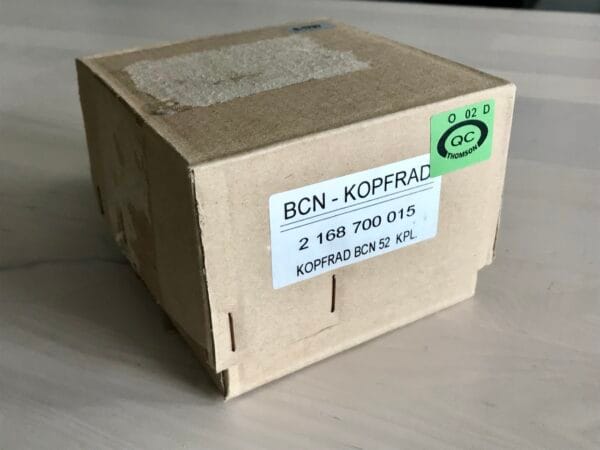 O 02 D
QC
THOMSON
BCN - KOPFRAD
2 168 700 015
KOPFRAD BCN 52 KPL.